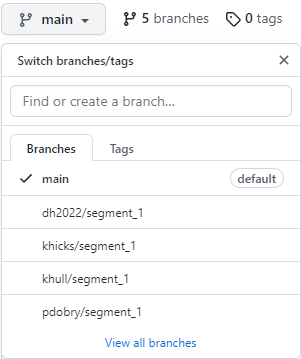 main 5 branches 0 tags
Switch branches/tags
Find or create a branch...
Branches Tags
main default
dh2022/segment_1
khicks/segment_1
khull/segment_1
pdobry/segment_1
View all branches